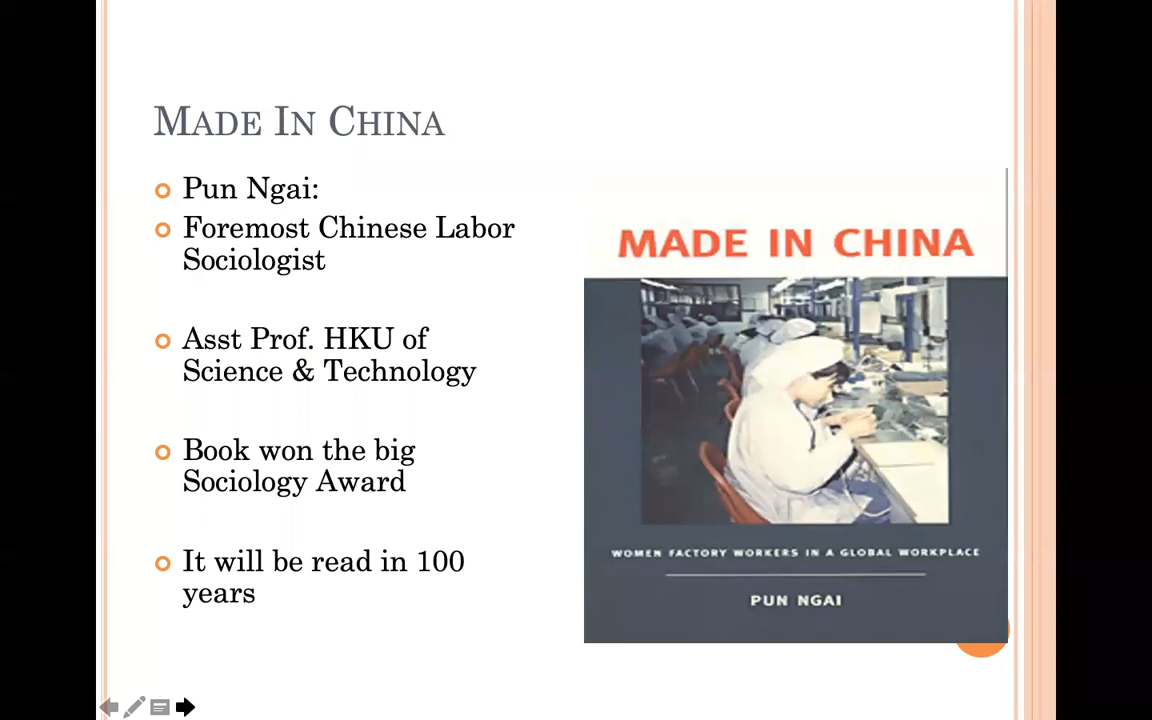 MADE IN CHINA
Pun Ngai:
Foremost Chinese Labor
Sociologist
Asst Prof. HKU of
Science & Technology
Book won the big
Sociology Award
It will be read in 100
years
MADE IN CHINA
WOMEN FACTORY WORKERS IN A GLOBAL WORKPLACE
PUN NGAI